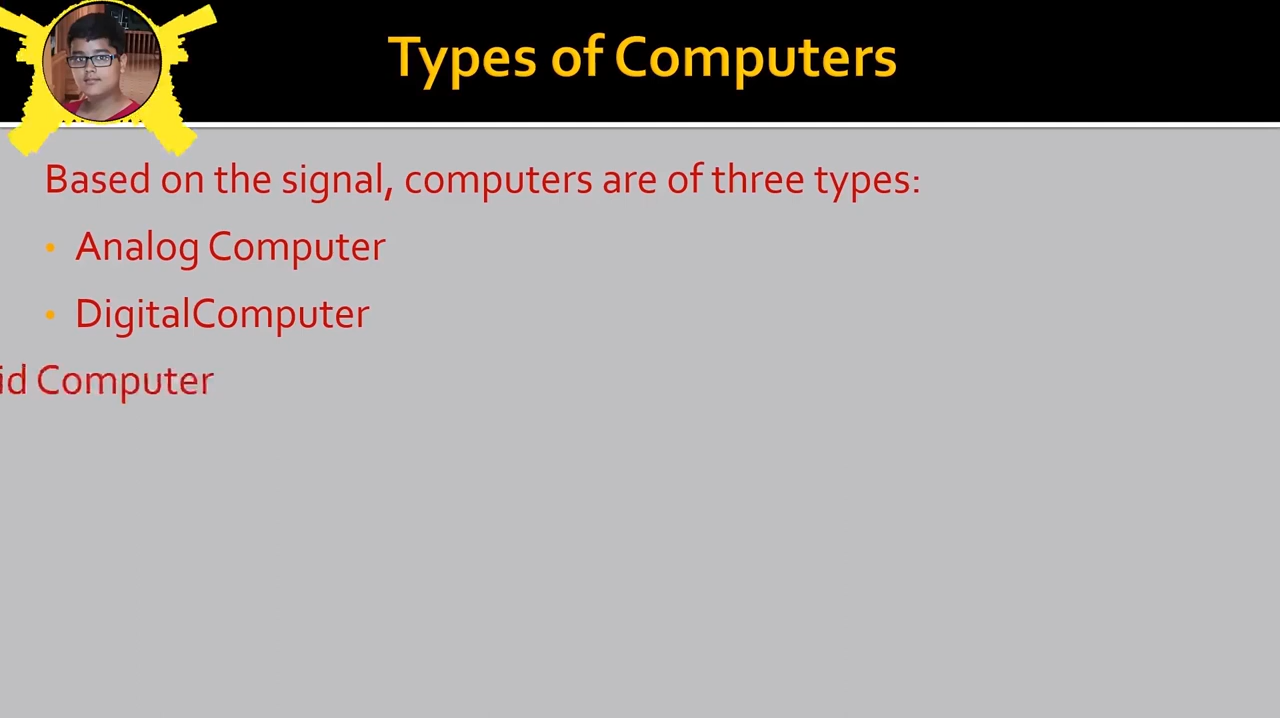 Types of Computers
Based on the signal, computers are of three types:
• Analog Computer
• DigitalComputer
id Computer